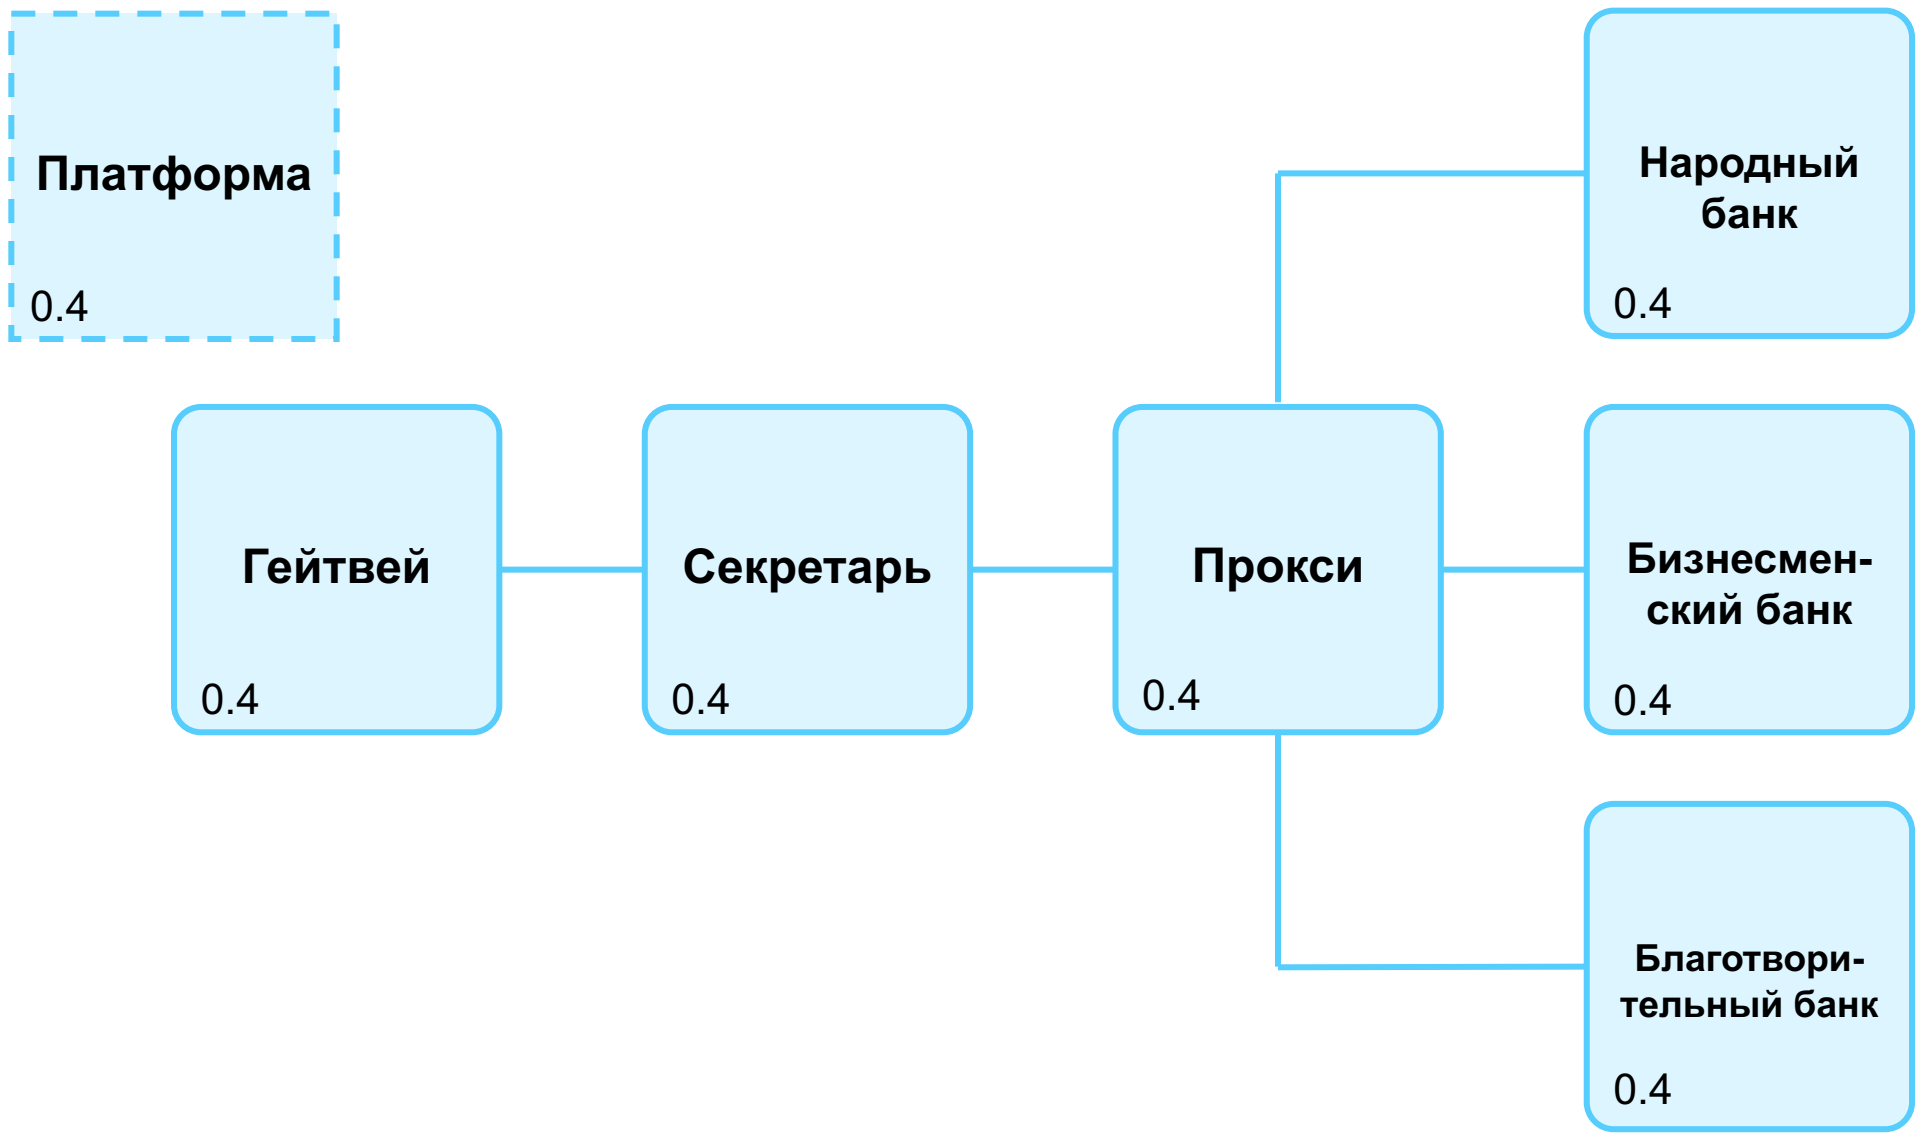 Платформа
0.4
Народный
банк
0.4
Гейтвей
0.4
Секретарь
0.4
Прокси
0.4
Бизнесмен-
ский банк
0.4
Благотвори-
тельный банк
0.4